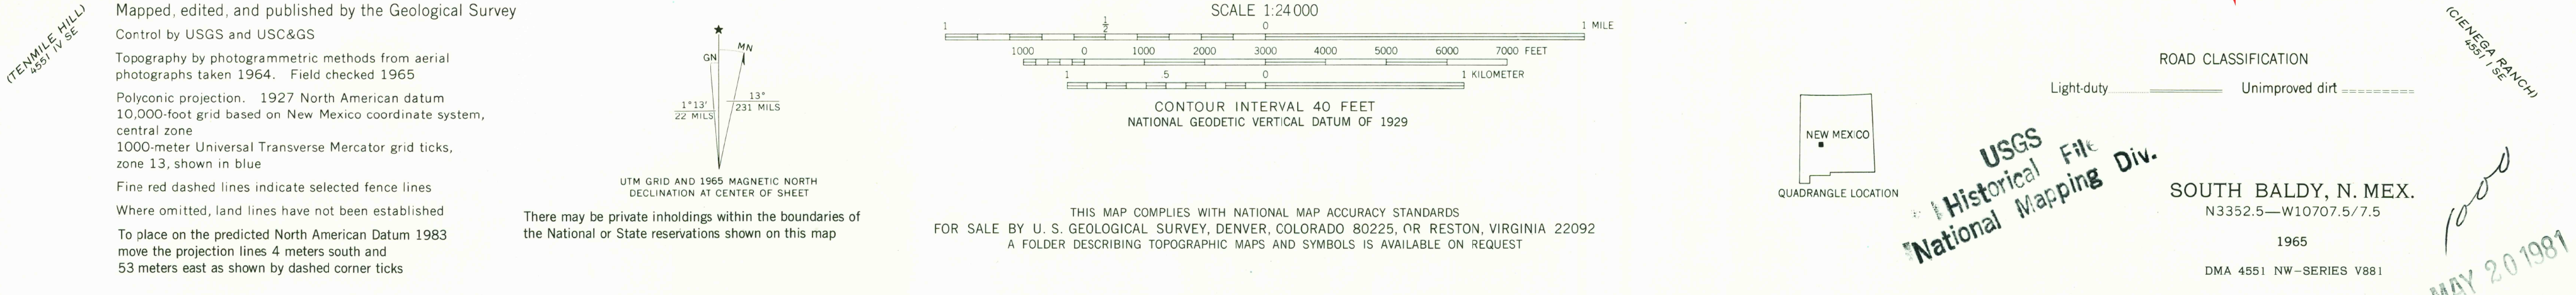 (TENMILE HILL)
4551 IV SE
Mapped, edited, and published by the Geological Survey
Control by USGS and USC&GS
Topography by photogrammetric methods from aerial
photographs taken 1964. Field checked 1965
Polyconic projection. 1927 North American datum
10,000-foot grid based on New Mexico coordinate system,
central zone
1000-meter Universal Transverse Mercator grid ticks,
zone 13, shown in blue
Fine red dashed lines indicate selected fence lines
Where omitted, land lines have not been established
To place on the predicted North American Datum 1983
move the projection lines 4 meters south and
53 meters east as shown by dashed corner ticks
★
MN
GN
1°13'
22 MILS
13°
231 MILS
UTM GRID AND 1965 MAGNETIC NORTH
DECLINATION AT CENTER OF SHEET
There may be private inholdings within the boundaries of
the National or State reservations shown on this map
SCALE 1:24 000
1 ½ 0 1 MILE
1000 0 1000 2000 3000 4000 5000 6000 7000 FEET
1 .5 0 1 KILOMETER
CONTOUR INTERVAL 40 FEET
NATIONAL GEODETIC VERTICAL DATUM OF 1929
THIS MAP COMPLIES WITH NATIONAL MAP ACCURACY STANDARDS
FOR SALE BY U. S. GEOLOGICAL SURVEY, DENVER, COLORADO 80225, OR RESTON, VIRGINIA 22092
A FOLDER DESCRIBING TOPOGRAPHIC MAPS AND SYMBOLS IS AVAILABLE ON REQUEST
NEW MEXICO
QUADRANGLE LOCATION
USGS
Historical File
National Mapping Div.
ROAD CLASSIFICATION
Light-duty Unimproved dirt
SOUTH BALDY, N. MEX.
N3352.5—W10707.5/7.5
1965
DMA 4551 NW-SERIES V881
(CIENEGA RANCH)
4551 I SE
1000
MAY 20 1981